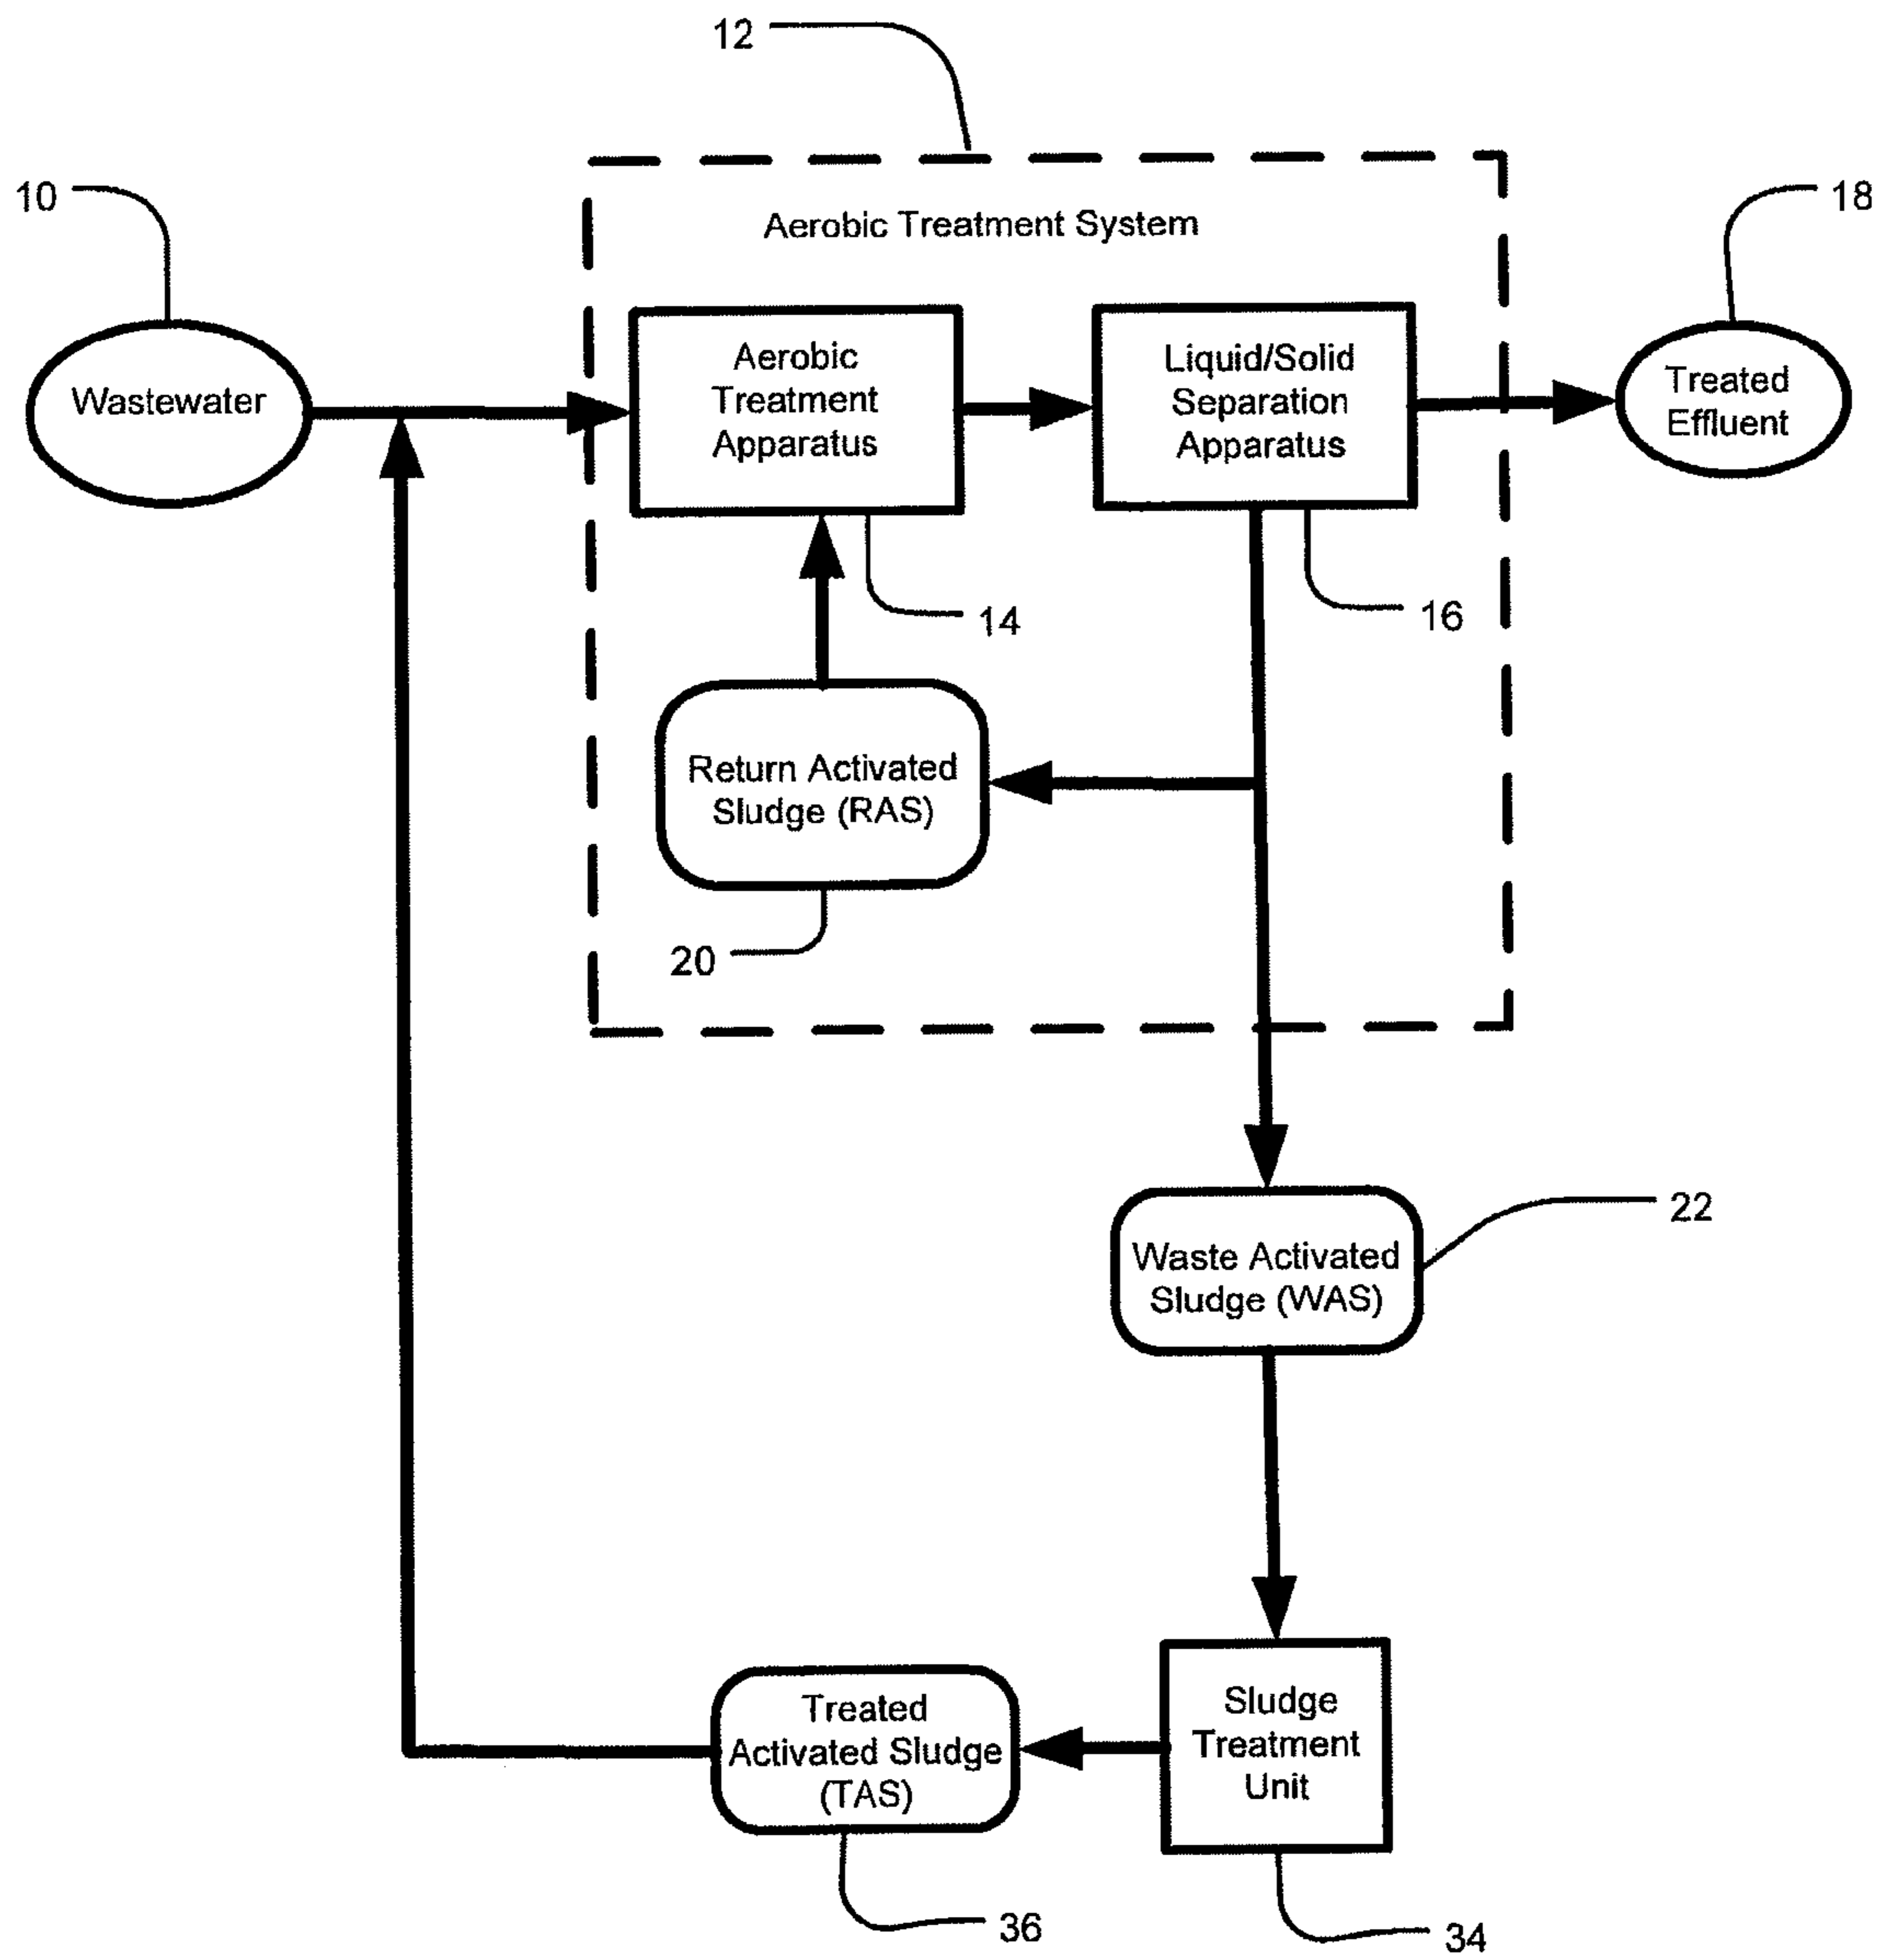 12
10
18
Aerobic Treatment System
Wastewater
Aerobic
Treatment
Apparatus
Liquid/Solid
Separation
Apparatus
Treated
Effluent
14
16
Return Activated
Sludge (RAS)
20
22
Waste Activated
Sludge (WAS)
Treated
Activated Sludge
(TAS)
Sludge
Treatment
Unit
36
34